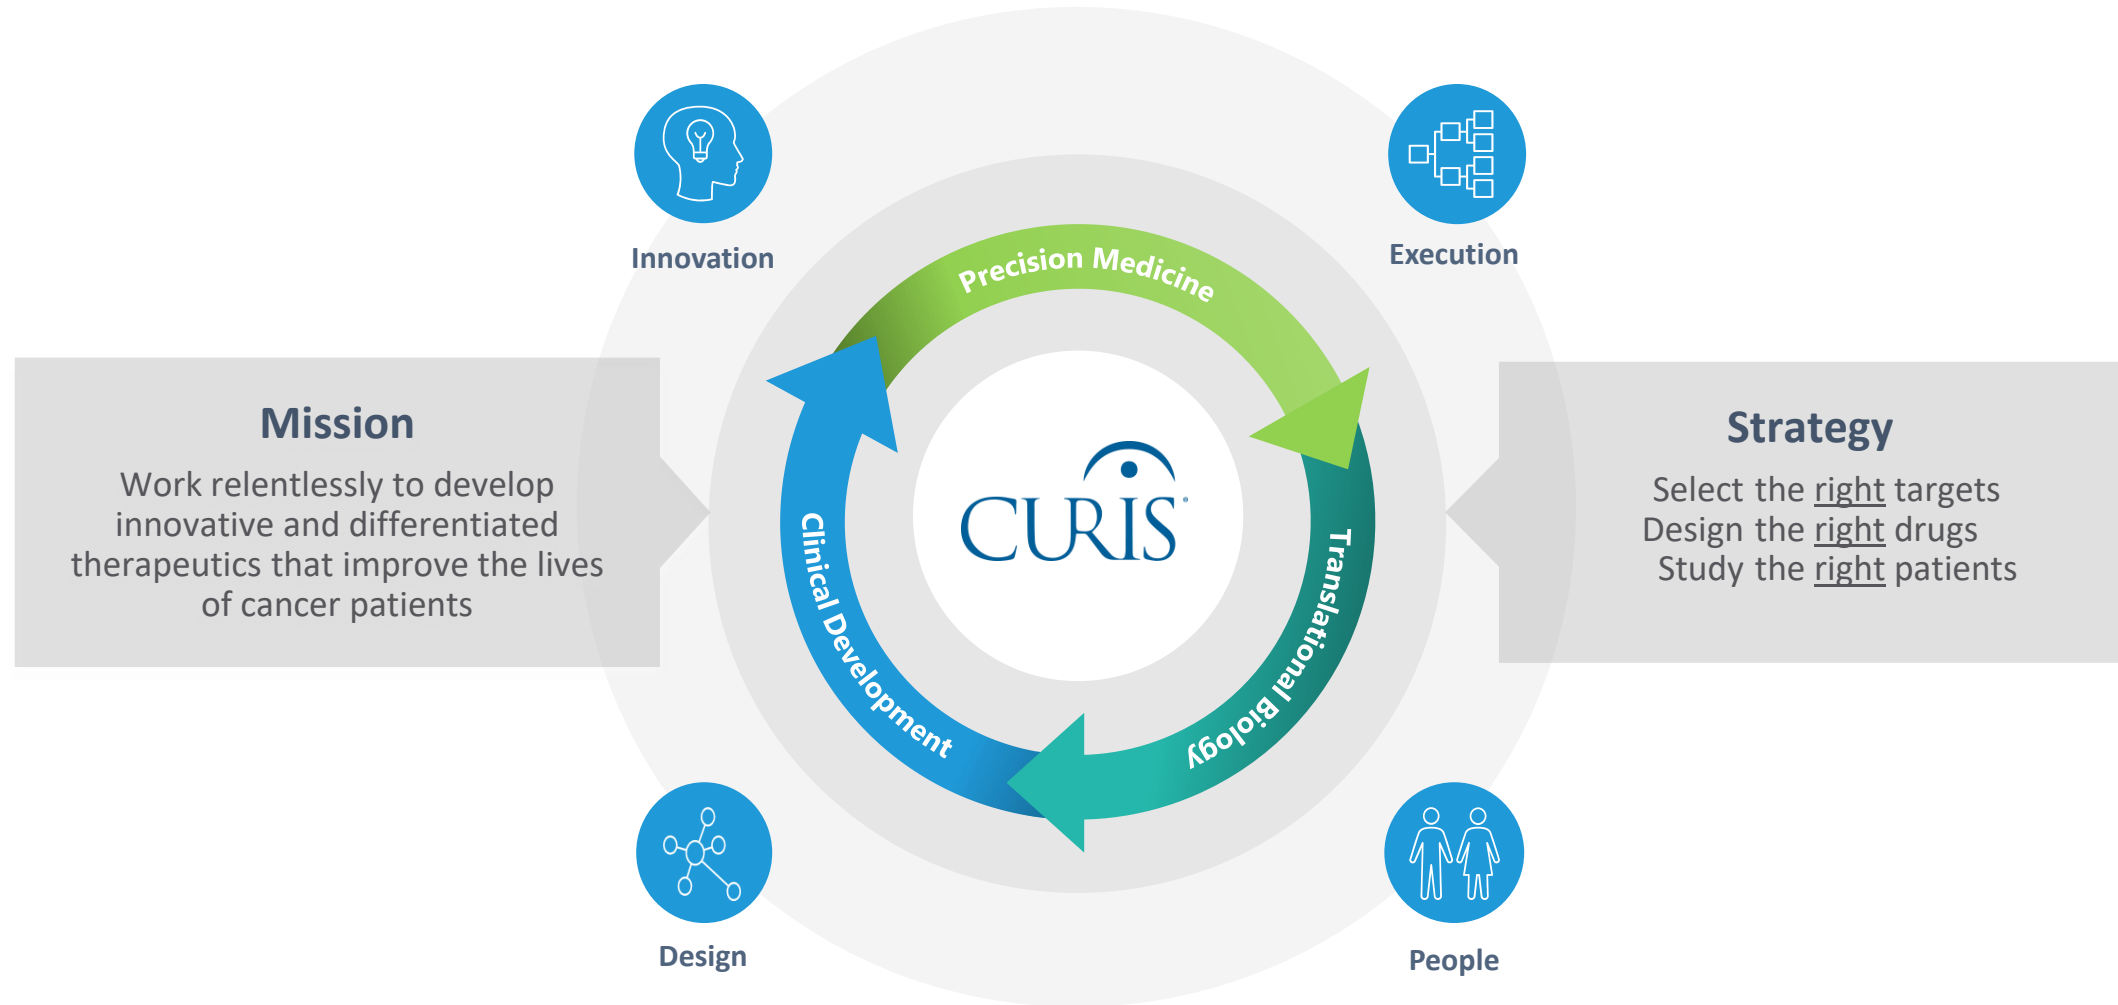 Innovation
Execution
Precision Medicine
Mission
Work relentlessly to develop
innovative and differentiated
therapeutics that improve the lives
of cancer patients
CURIS®
Strategy
Select the right targets
Design the right drugs
Study the right patients
Clinical Development
Translational Biology
Design
People